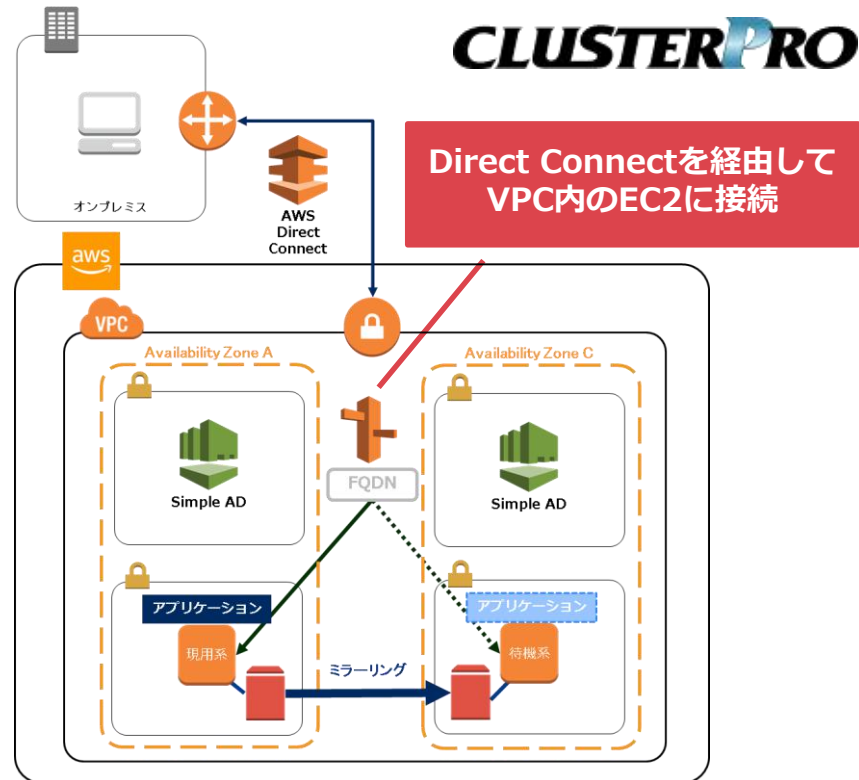 CLUSTERPRO
Direct Connectを経由して
VPC内のEC2に接続
オンプレミス
AWS
Direct
Connect
aws
VPC
Availability Zone A
Availability Zone C
Simple AD
FQDN
Simple AD
アプリケーション
アプリケーション
現用系
待機系
ミラーリング